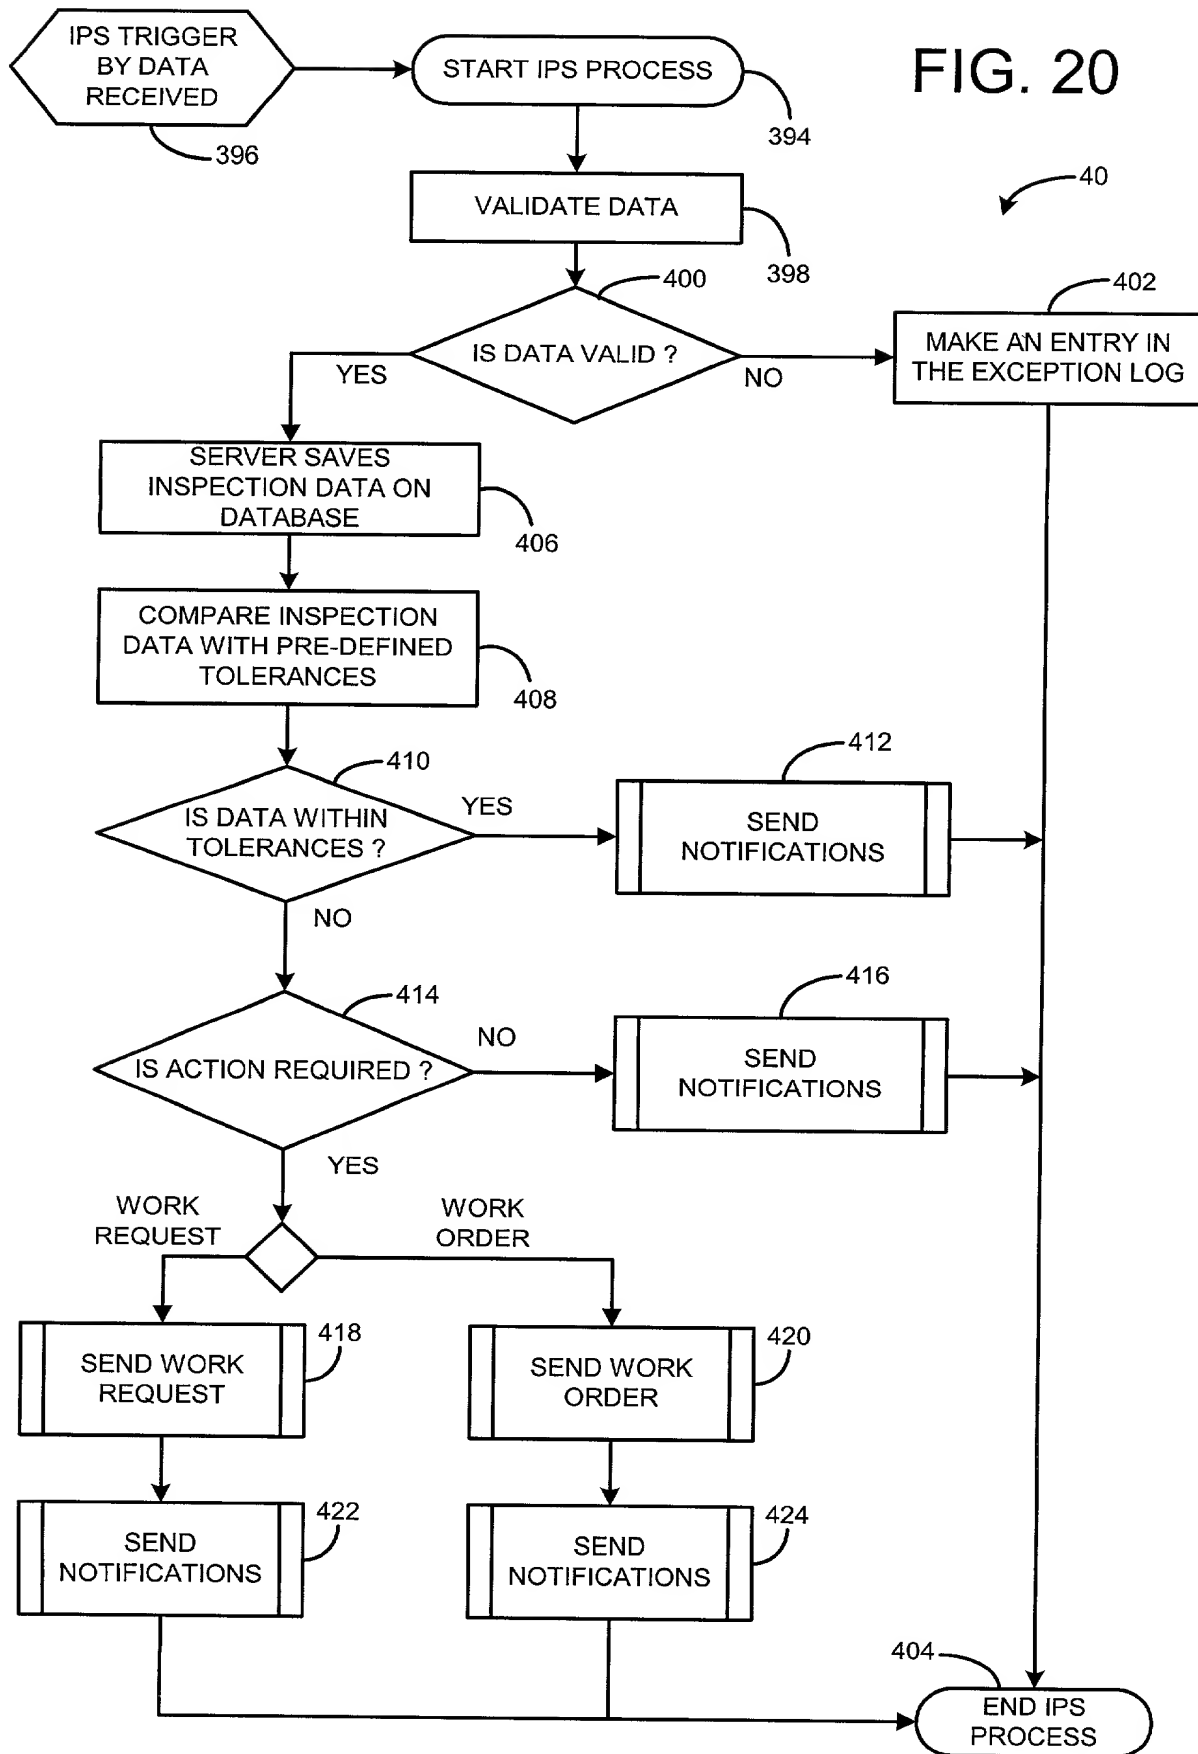 IPS TRIGGER
BY DATA
RECEIVED
396
START IPS PROCESS
394
FIG. 20
40
VALIDATE DATA
398
IS DATA VALID ?
400
YES
NO
402
MAKE AN ENTRY IN
THE EXCEPTION LOG
SERVER SAVES
INSPECTION DATA ON
DATABASE
406
COMPARE INSPECTION
DATA WITH PRE-DEFINED
TOLERANCES
408
410
IS DATA WITHIN
TOLERANCES ?
YES
NO
412
SEND
NOTIFICATIONS
414
IS ACTION REQUIRED ?
NO
YES
416
SEND
NOTIFICATIONS
WORK
REQUEST
WORK
ORDER
SEND WORK
REQUEST
418
SEND WORK
ORDER
420
SEND
NOTIFICATIONS
422
SEND
NOTIFICATIONS
424
404
END IPS
PROCESS